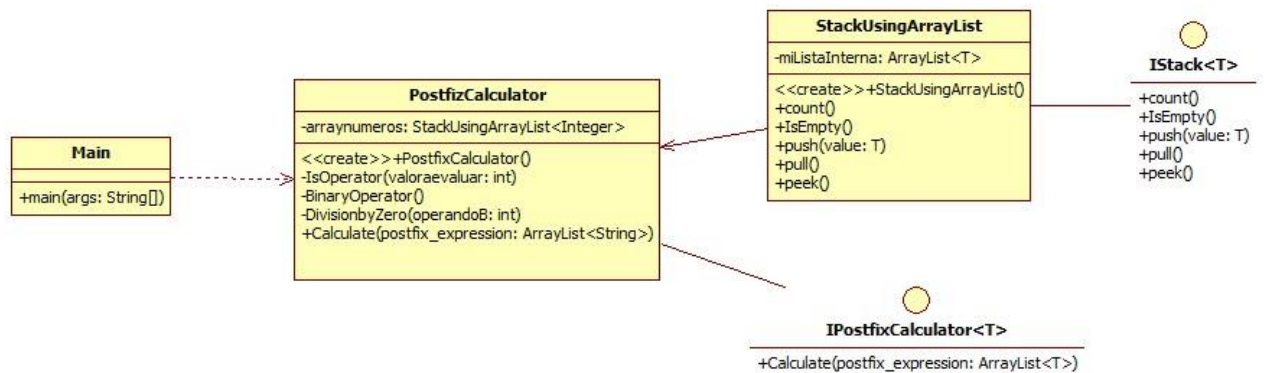 Main
+main(args: String[])
PostfizCalculator
-arraynumeros: StackUsingArrayList<Integer>
<<create>>+PostfixCalculator()
-IsOperator(valoraevaluar: int)
-BinaryOperator()
-DivisionbyZero(operandoB: int)
+Calculate(postfix_expression: ArrayList<String>)
StackUsingArrayList
-miListaInterna: ArrayList<T>
<<create>>+StackUsingArrayList()
+count()
+IsEmpty()
+push(value: T)
+pull()
+peek()
IStack<T>
+count()
+IsEmpty()
+push(value: T)
+pull()
+peek()
IPostfixCalculator<T>
+Calculate(postfix_expression: ArrayList<T>)